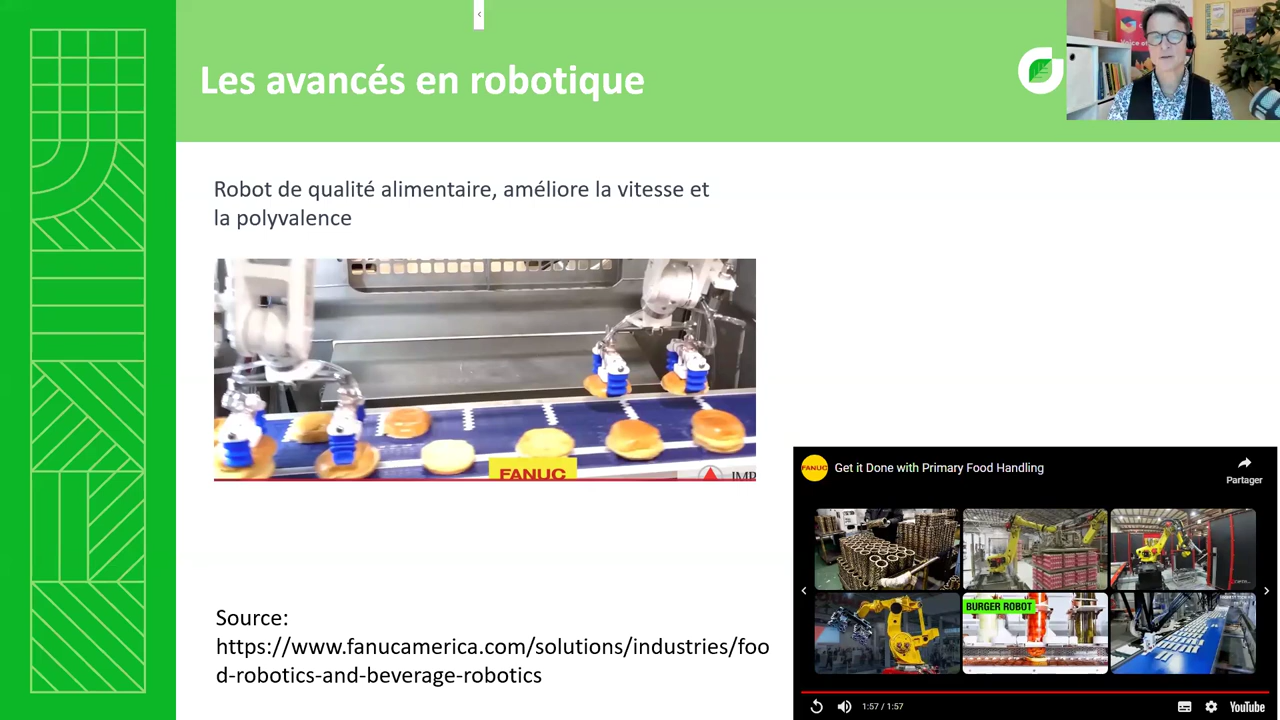 Les avancés en robotique
Robot de qualité alimentaire, améliore la vitesse et
la polyvalence
FANUC
Source:
https://www.fanucamerica.com/solutions/industries/foo
d-robotics-and-beverage-robotics
FANUC
Get it Done with Primary Food Handling
Partager
BURGER ROBOT
1:57 / 1:57
YouTube